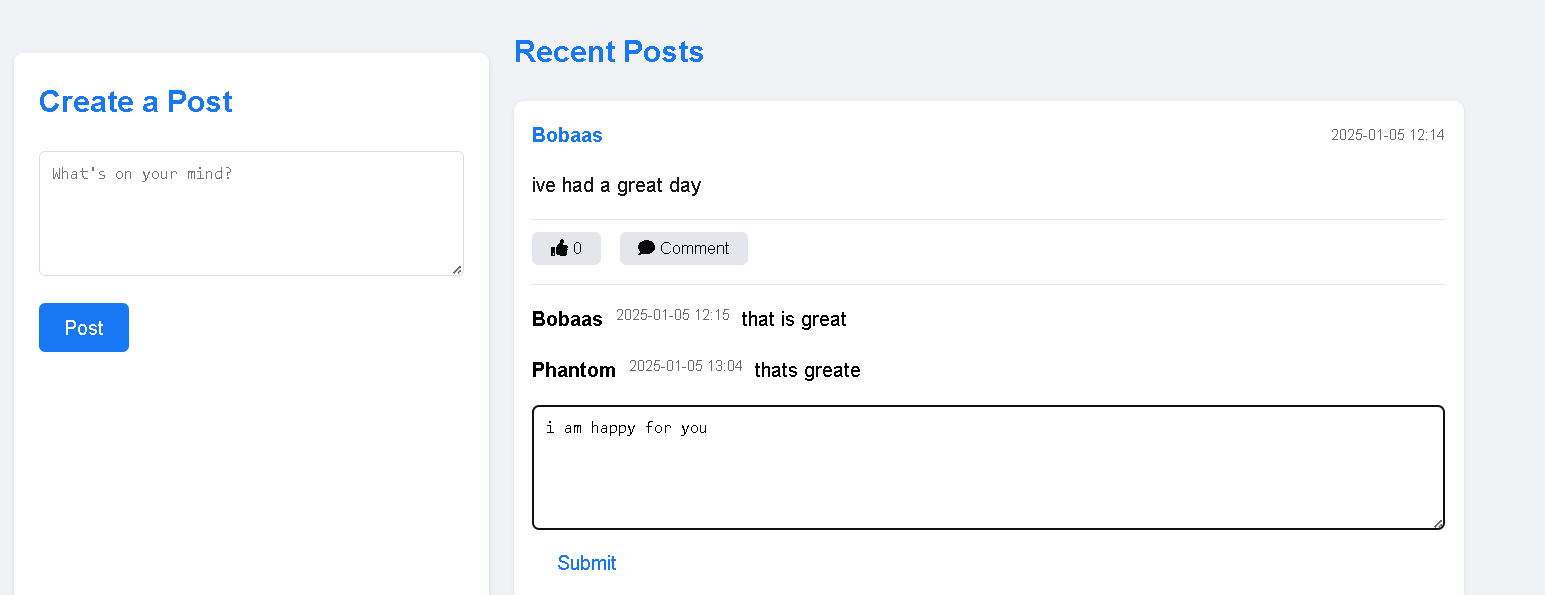 Create a Post
What's on your mind?
Post
Recent Posts
Bobaas 2025-01-05 12:14
ive had a great day
0 Comment
Bobaas 2025-01-05 12:15 that is great
Phantom 2025-01-05 13:04 thats greate
i am happy for you
Submit